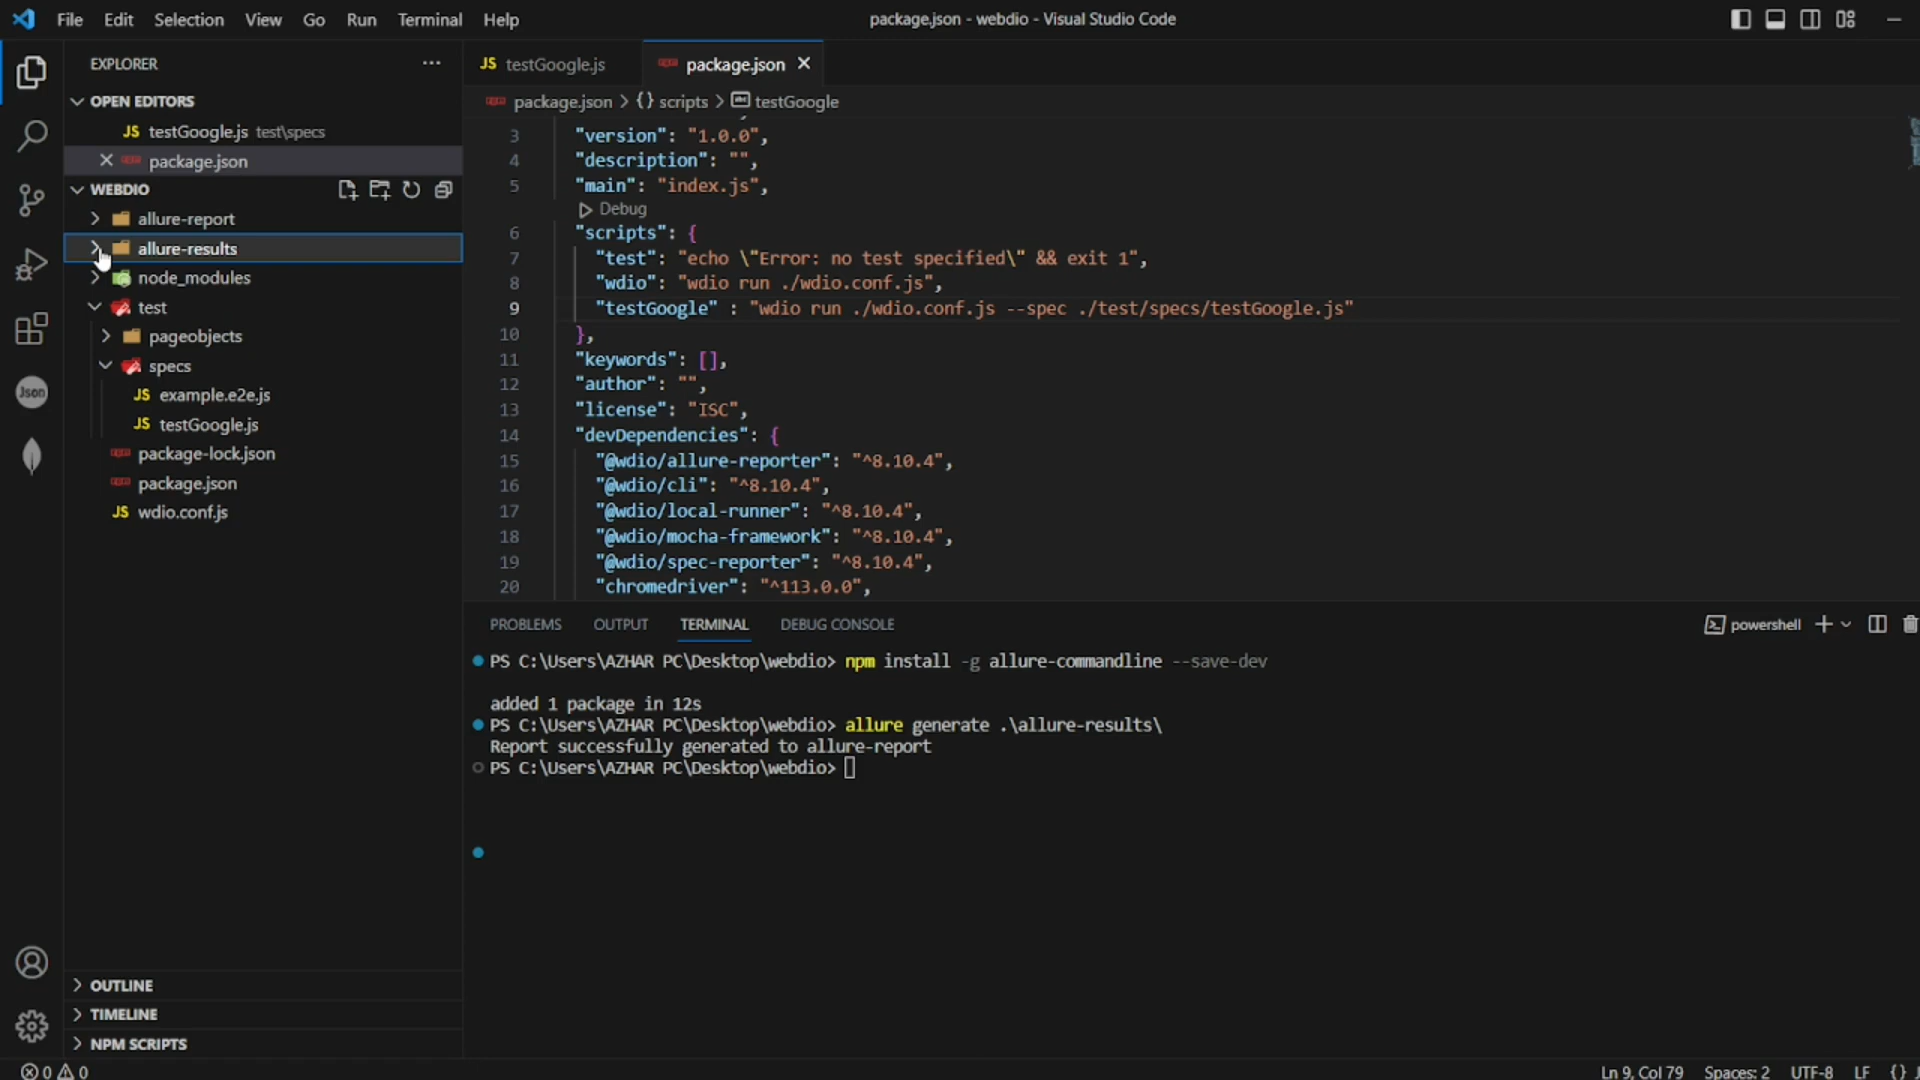 File Edit Selection View Go Run Terminal Help
package.json - webdio - Visual Studio Code
EXPLORER
OPEN EDITORS
JS testGoogle.js test\specs
package.json
WEBDIO
allure-report
allure-results
node_modules
test
pageobjects
specs
JS example.e2e.js
JS testGoogle.js
package-lock.json
package.json
JS wdio.conf.js
Json
OUTLINE
TIMELINE
NPM SCRIPTS
JS testGoogle.js
package.json
package.json > {} scripts > testGoogle
3 "version": "1.0.0",
4 "description": "",
5 "main": "index.js",
Debug
6 "scripts": {
7 "test": "echo \"Error: no test specified\" && exit 1",
8 "wdio": "wdio run ./wdio.conf.js",
9 "testGoogle" : "wdio run ./wdio.conf.js --spec ./test/specs/testGoogle.js"
10 },
11 "keywords": [],
12 "author": "",
13 "license": "ISC",
14 "devDependencies": {
15 "@wdio/allure-reporter": "^8.10.4",
16 "@wdio/cli": "^8.10.4",
17 "@wdio/local-runner": "^8.10.4",
18 "@wdio/mocha-framework": "^8.10.4",
19 "@wdio/spec-reporter": "^8.10.4",
20 "chromedriver": "^113.0.0",
PROBLEMS OUTPUT TERMINAL DEBUG CONSOLE
powershell
PS C:\Users\AZHAR PC\Desktop\webdio> npm install -g allure-commandline --save-dev
added 1 package in 12s
PS C:\Users\AZHAR PC\Desktop\webdio> allure generate .\allure-results\
Report successfully generated to allure-report
PS C:\Users\AZHAR PC\Desktop\webdio>
0 0
Ln 9, Col 79 Spaces: 2 UTF-8 LF {}